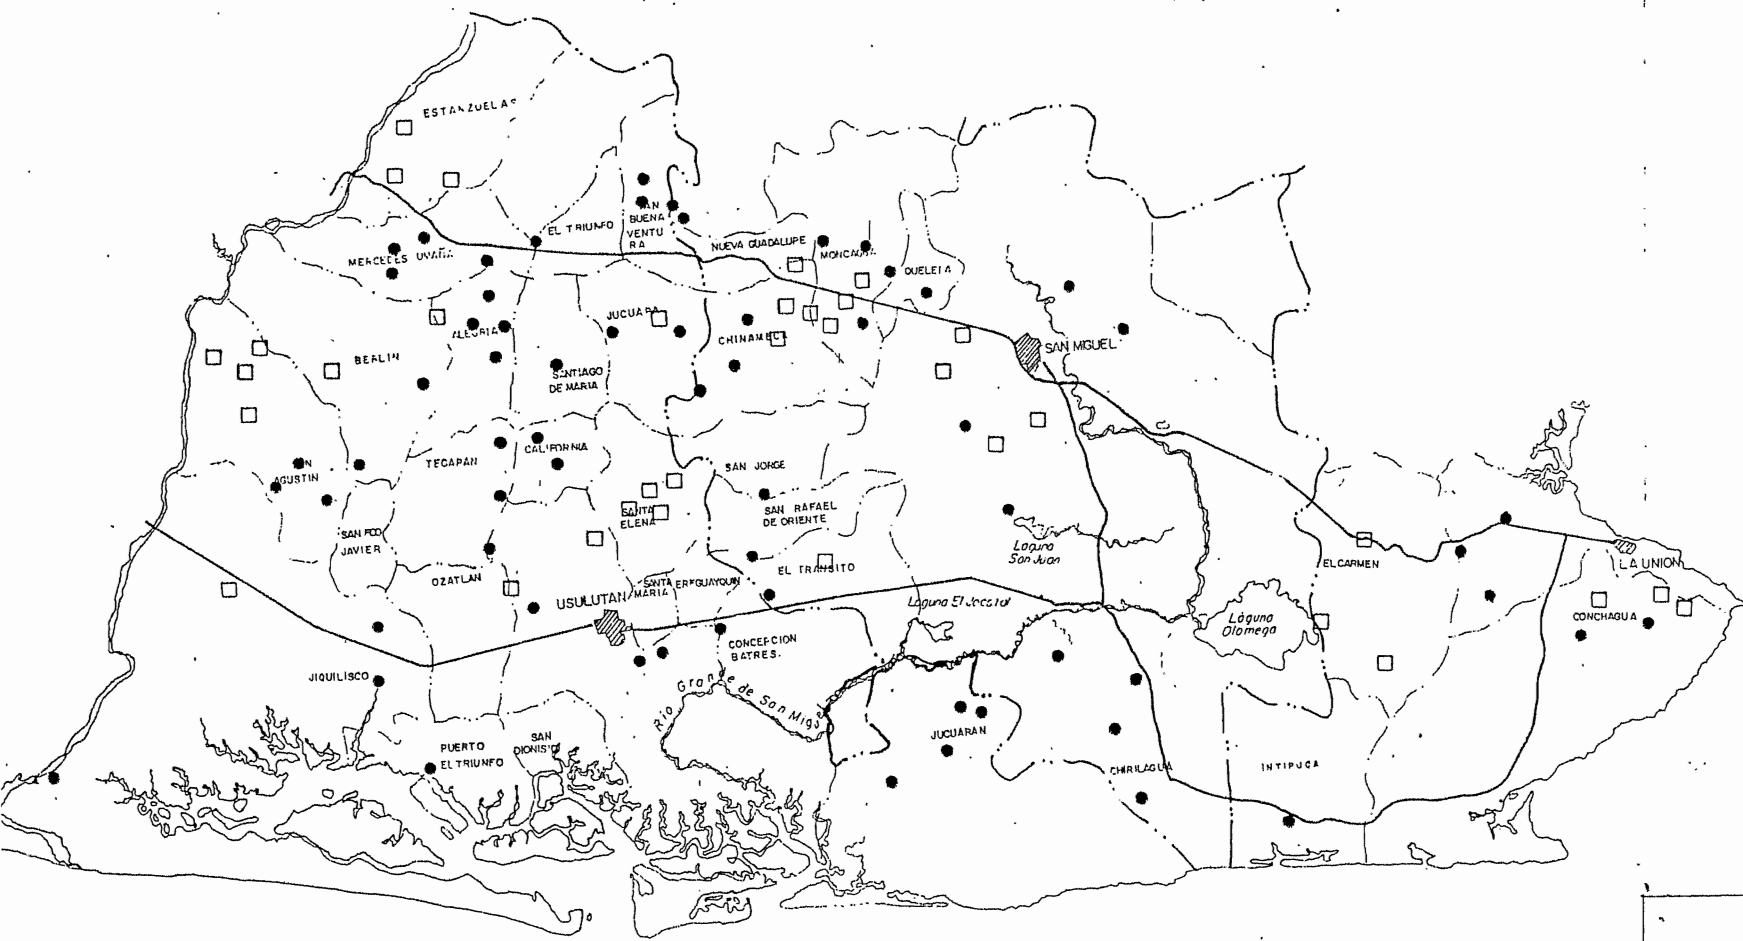 ESTANZUELAS
EL TRIUNFO
SAN
BUENA
VENTU
RA
NUEVA GUADALUPE
MONCAGUA
MERCEDES UMAÑA
QUELEPA
JUCUAPA
ALEGRIA
CHINAMECA
SAN MIGUEL
BERLIN
SANTIAGO
DE MARIA
CALIFORNIA
TECAPAN
SAN JORGE
SAN
AGUSTIN
SAN RAFAEL
DE ORIENTE
SANTA
ELENA
SAN FCO
JAVIER
Laguna
San Juan
EL TRANSITO
EL CARMEN
LA UNION
OZATLAN
SANTA
MARIA
EREGUAYQUIN
USULUTAN
Laguna El Jocotal
Laguna
Olomega
CONCHAGUA
CONCEPCION
BATRES.
JIQUILISCO
Rio Grande de San Miguel
JUCUARAN
SAN
DIONISIO
PUERTO
EL TRIUNFO
CHIRILAGUA
INTIPUCA